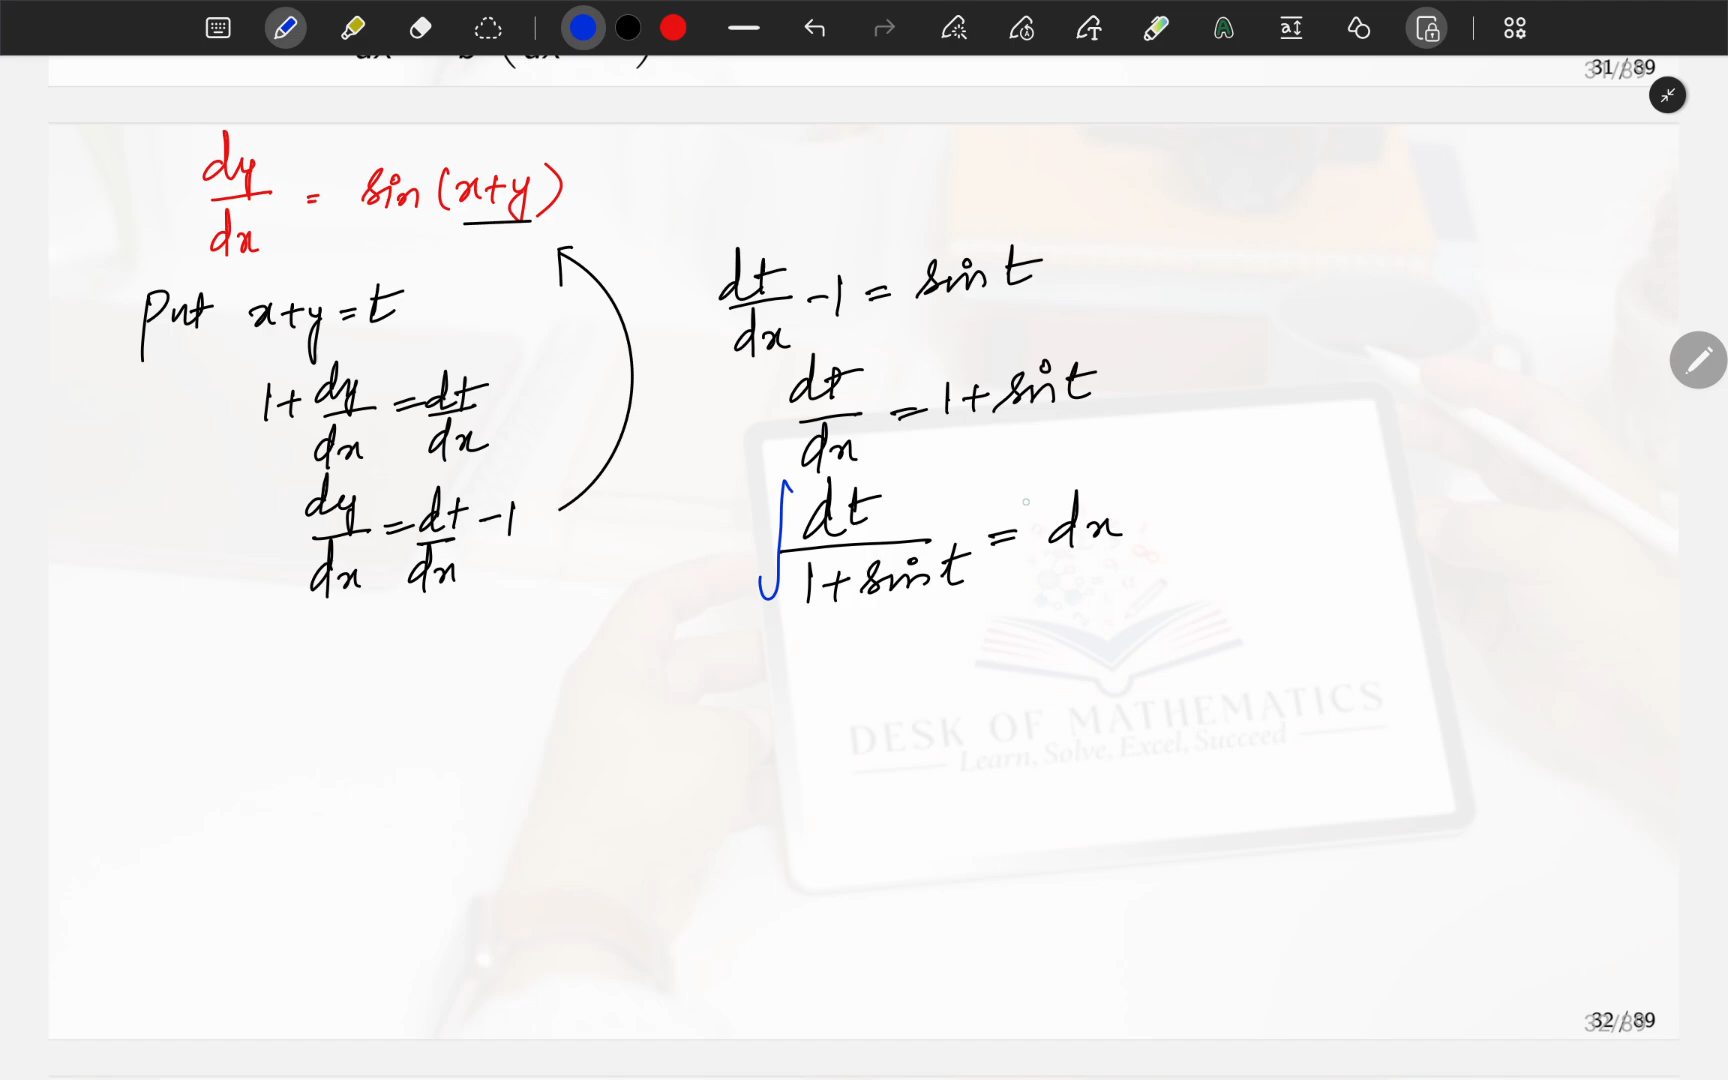 31 / 89
dy/dx = sin (x+y)
Put x+y = t
1 + dy/dx = dt/dx
dy/dx = dt/dx - 1
dt/dx - 1 = sin t
dt/dx = 1 + sin t
∫ dt/1 + sin t = dx
DESK OF MATHEMATICS
Learn, Solve, Excel, Succeed
32 / 89